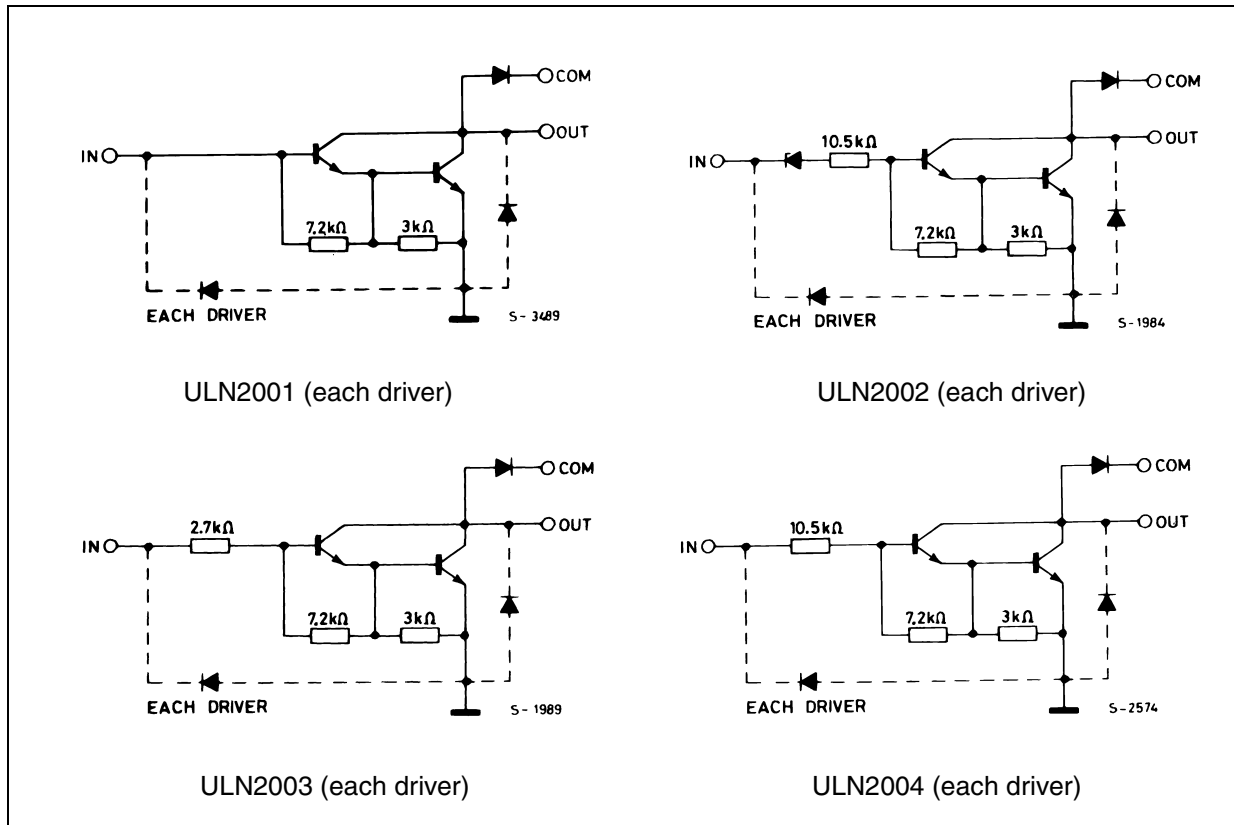 COM
OUT
IN
7.2kΩ
3kΩ
EACH DRIVER
S- 3489
ULN2001 (each driver)
COM
OUT
IN
10.5kΩ
7.2kΩ
3kΩ
EACH DRIVER
S-1984
ULN2002 (each driver)
COM
OUT
IN
2.7kΩ
7.2kΩ
3kΩ
EACH DRIVER
S- 1989
ULN2003 (each driver)
COM
OUT
IN
10.5kΩ
7.2kΩ
3kΩ
EACH DRIVER
S-2574
ULN2004 (each driver)